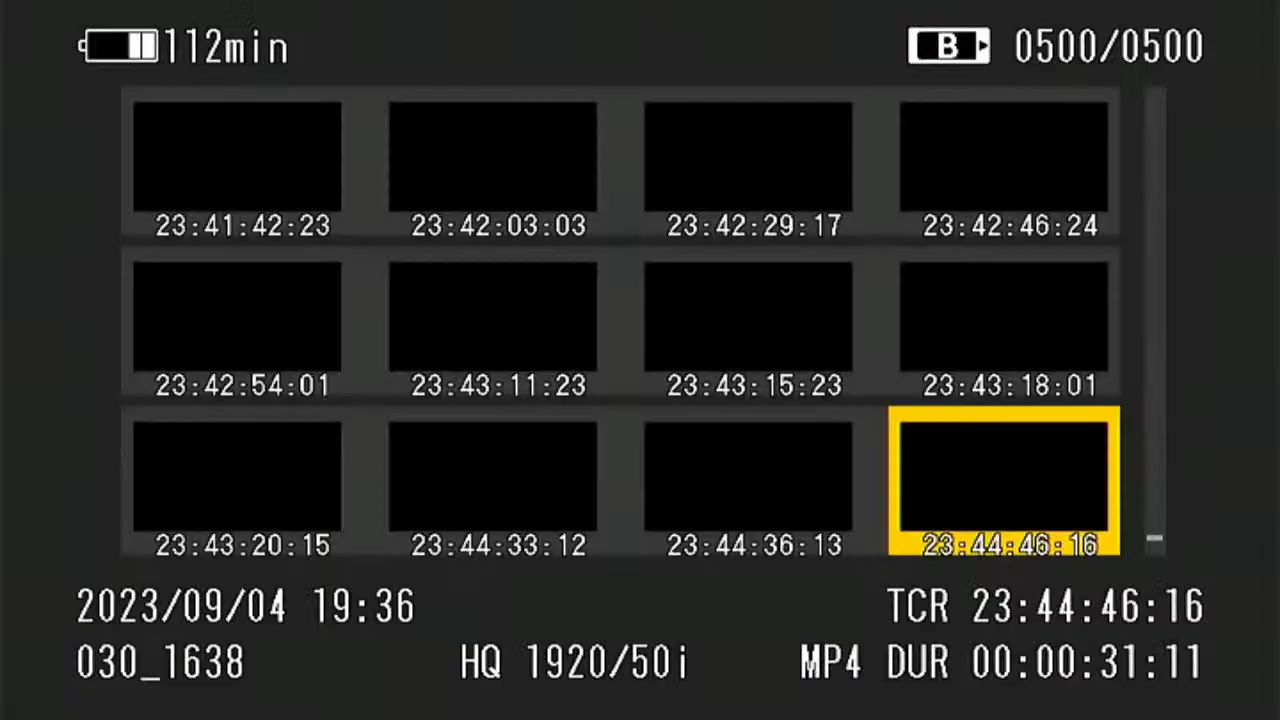 112min B 0500/0500
23:41:42:23 23:42:03:03 23:42:29:17 23:42:46:24
23:42:54:01 23:43:11:23 23:43:15:23 23:43:18:01
23:43:20:15 23:44:33:12 23:44:36:13 23:44:46:16
2023/09/04 19:36 TCR 23:44:46:16
030_1638 HQ 1920/50i MP4 DUR 00:00:31:11